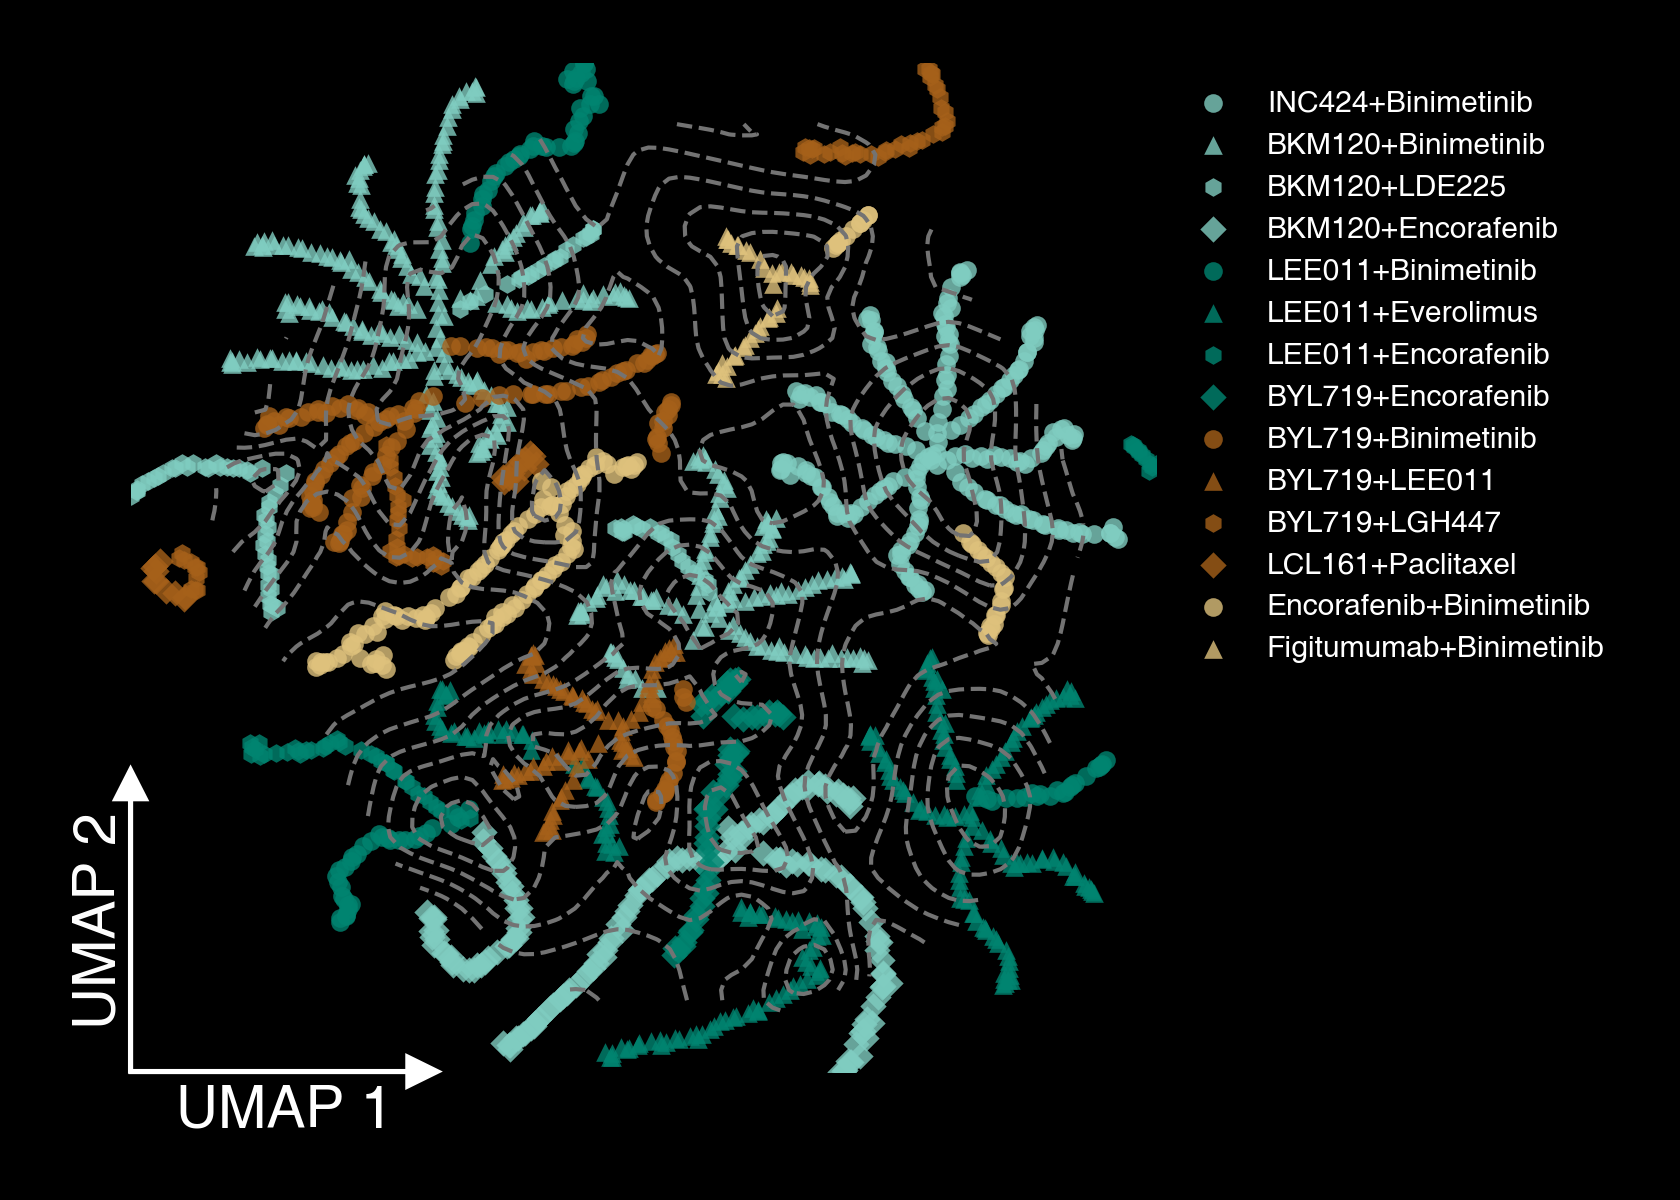 INC424+Binimetinib
BKM120+Binimetinib
BKM120+LDE225
BKM120+Encorafenib
LEE011+Binimetinib
LEE011+Everolimus
LEE011+Encorafenib
BYL719+Encorafenib
BYL719+Binimetinib
BYL719+LEE011
BYL719+LGH447
LCL161+Paclitaxel
Encorafenib+Binimetinib
Figitumumab+Binimetinib
UMAP 2
UMAP 1